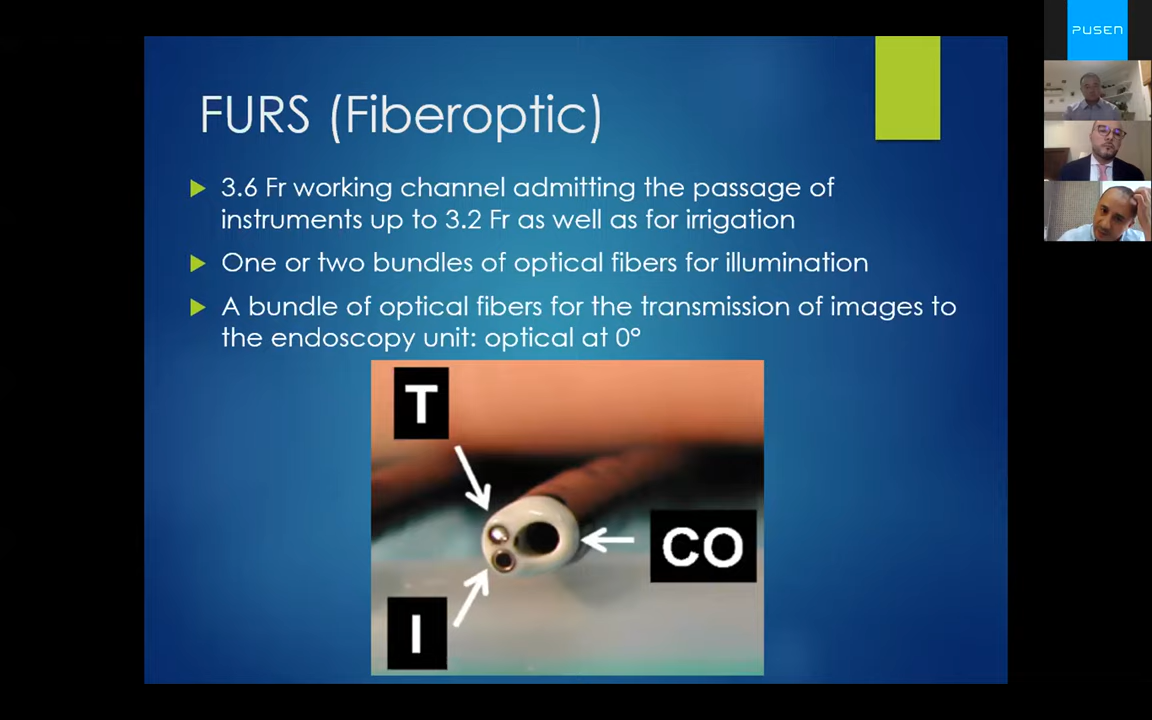 PUSEN
FURS (Fiberoptic)
3.6 Fr working channel admitting the passage of
instruments up to 3.2 Fr as well as for irrigation
One or two bundles of optical fibers for illumination
A bundle of optical fibers for the transmission of images to
the endoscopy unit: optical at 0°
T
CO
I